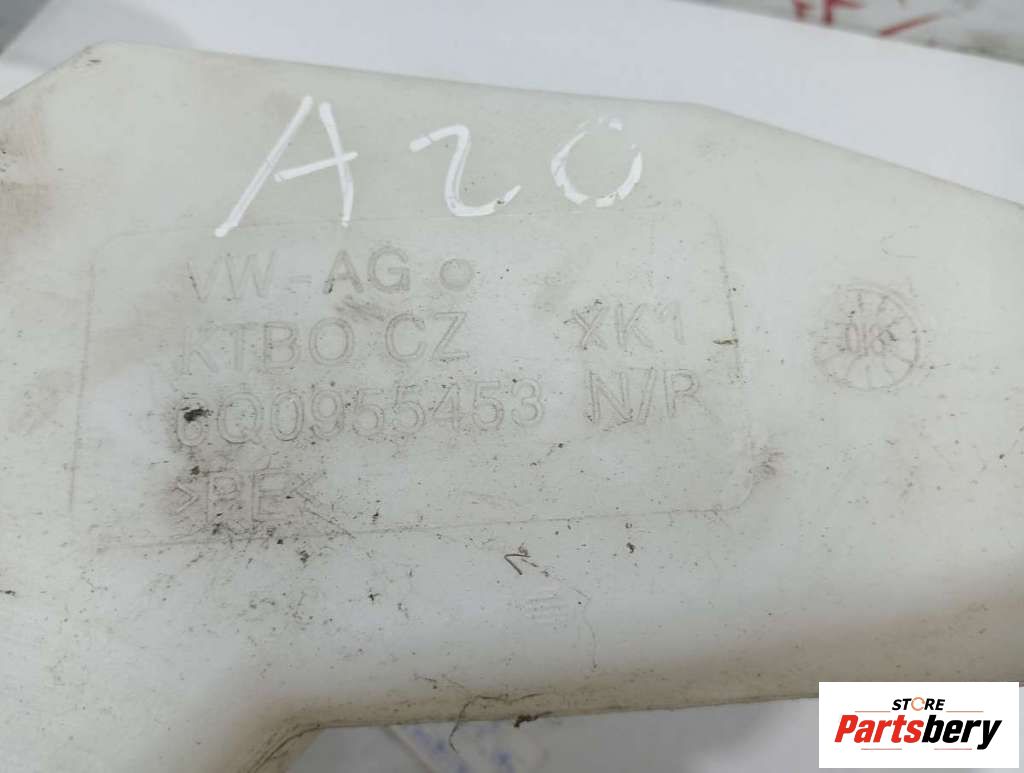 A20
VW-AG
KTBO CZ XK1
6Q0955453 N/R
>PE<
STORE
Partsbery